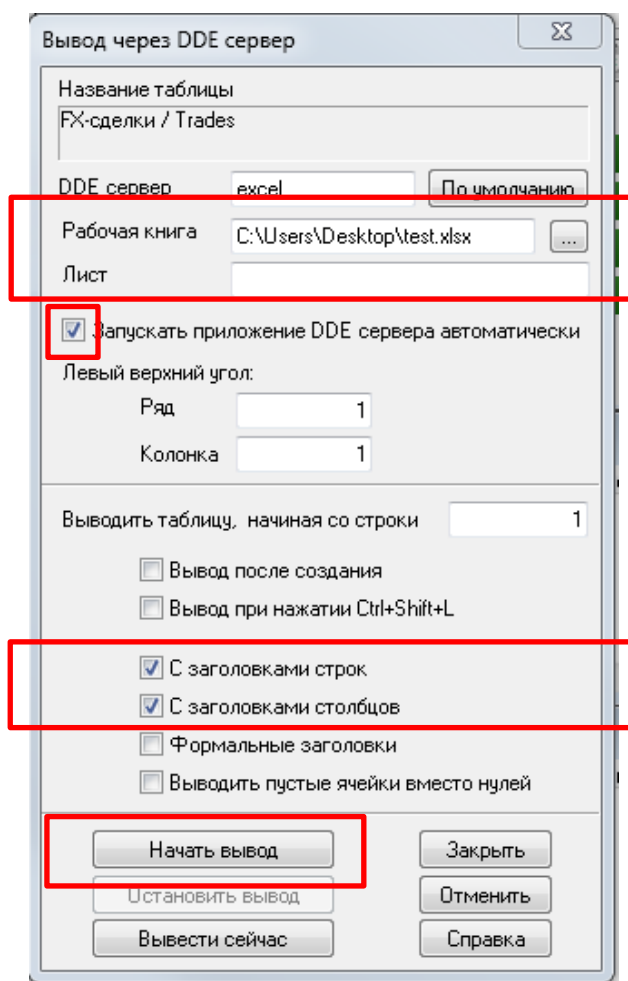 Вывод через DDE сервер
Название таблицы
FX-сделки / Trades
DDE сервер excel По умолчанию
Рабочая книга C:\Users\Desktop\test.xlsx ...
Лист
Запускать приложение DDE сервера автоматически
Левый верхний угол:
Ряд 1
Колонка 1
Выводить таблицу, начиная со строки 1
Вывод после создания
Вывод при нажатии Ctrl+Shift+L
С заголовками строк
С заголовками столбцов
Формальные заголовки
Выводить пустые ячейки вместо нулей
Начать вывод Закрыть
Остановить вывод Отменить
Вывести сейчас Справка